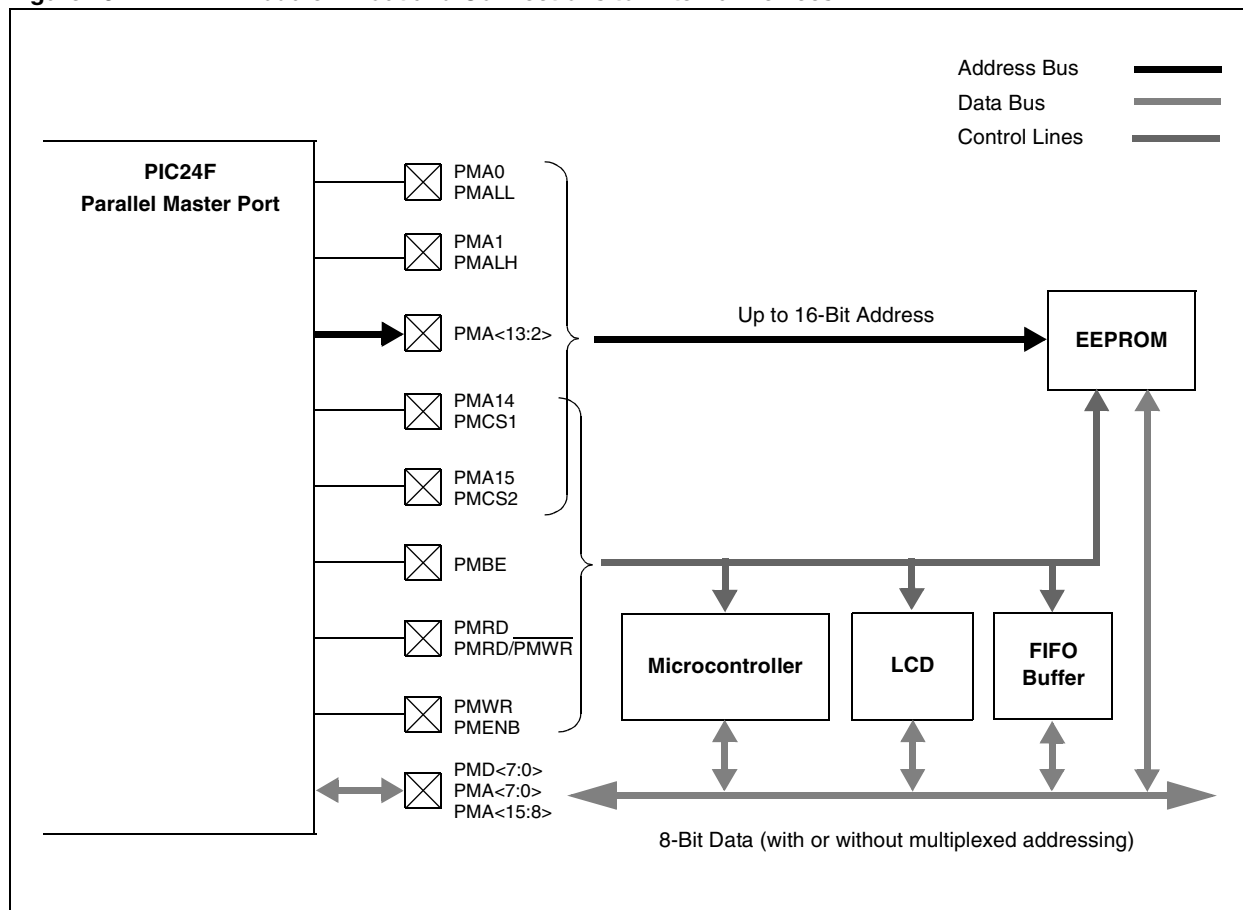 Address Bus
Data Bus
Control Lines
PIC24F
Parallel Master Port
PMA0
PMALL
PMA1
PMALH
PMA<13:2>
Up to 16-Bit Address
EEPROM
PMA14
PMCS1
PMA15
PMCS2
PMBE
PMRD
PMRD/PMWR
Microcontroller
LCD
FIFO
Buffer
PMWR
PMENB
PMD<7:0>
PMA<7:0>
PMA<15:8>
8-Bit Data (with or without multiplexed addressing)